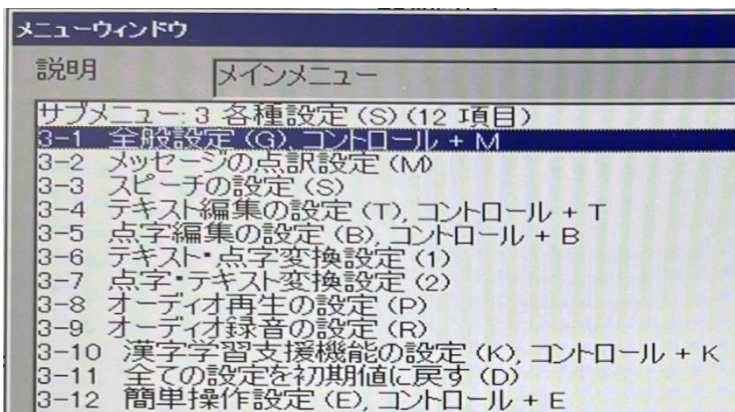 メニューウィンドウ
説明
メインメニュー
サブメニュー: 3 各種設定 (S) (12 項目)
3-1 全般設定 (G), コントロール + M
3-2 メッセージの点訳設定 (M)
3-3 スピーチの設定 (S)
3-4 テキスト編集の設定 (T), コントロール + T
3-5 点字編集の設定 (B), コントロール + B
3-6 テキスト・点字変換設定 (1)
3-7 点字・テキスト変換設定 (2)
3-8 オーディオ再生の設定 (P)
3-9 オーディオ録音の設定 (R)
3-10 漢字学習支援機能の設定 (K), コントロール + K
3-11 全ての設定を初期値に戻す (D)
3-12 簡単操作設定 (E), コントロール + E